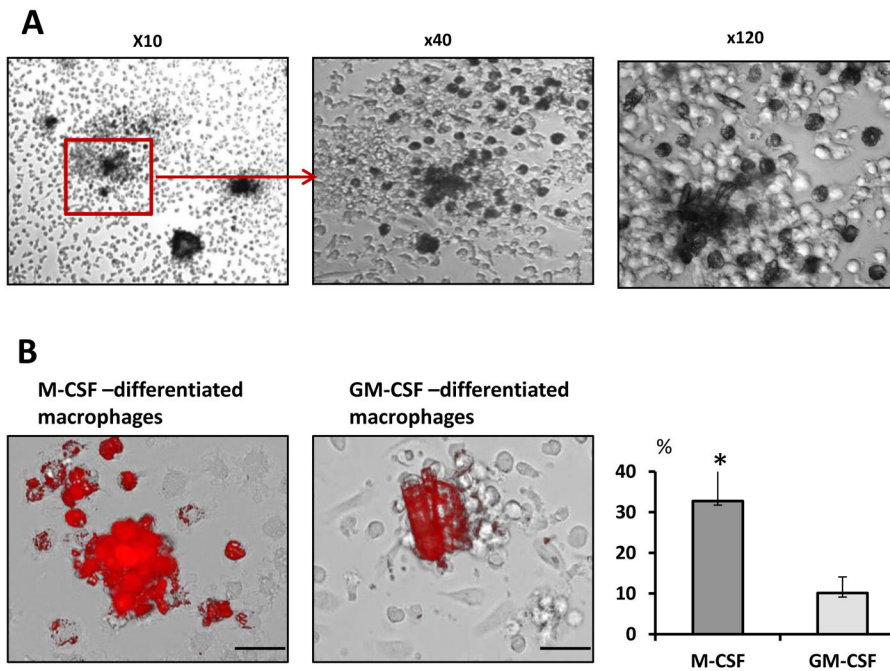 A
X10
x40
x120
B
M-CSF –differentiated
macrophages
GM-CSF –differentiated
macrophages
%
*
40
30
20
10
0
M-CSF
GM-CSF